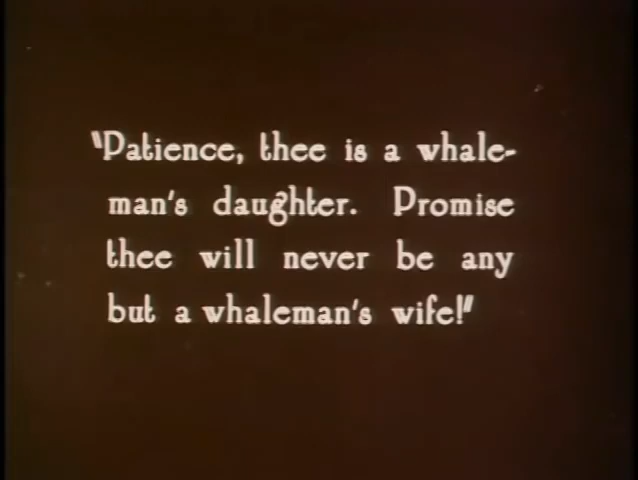 "Patience, thee is a whale-
man's daughter. Promise
thee will never be any
but a whaleman's wife!"